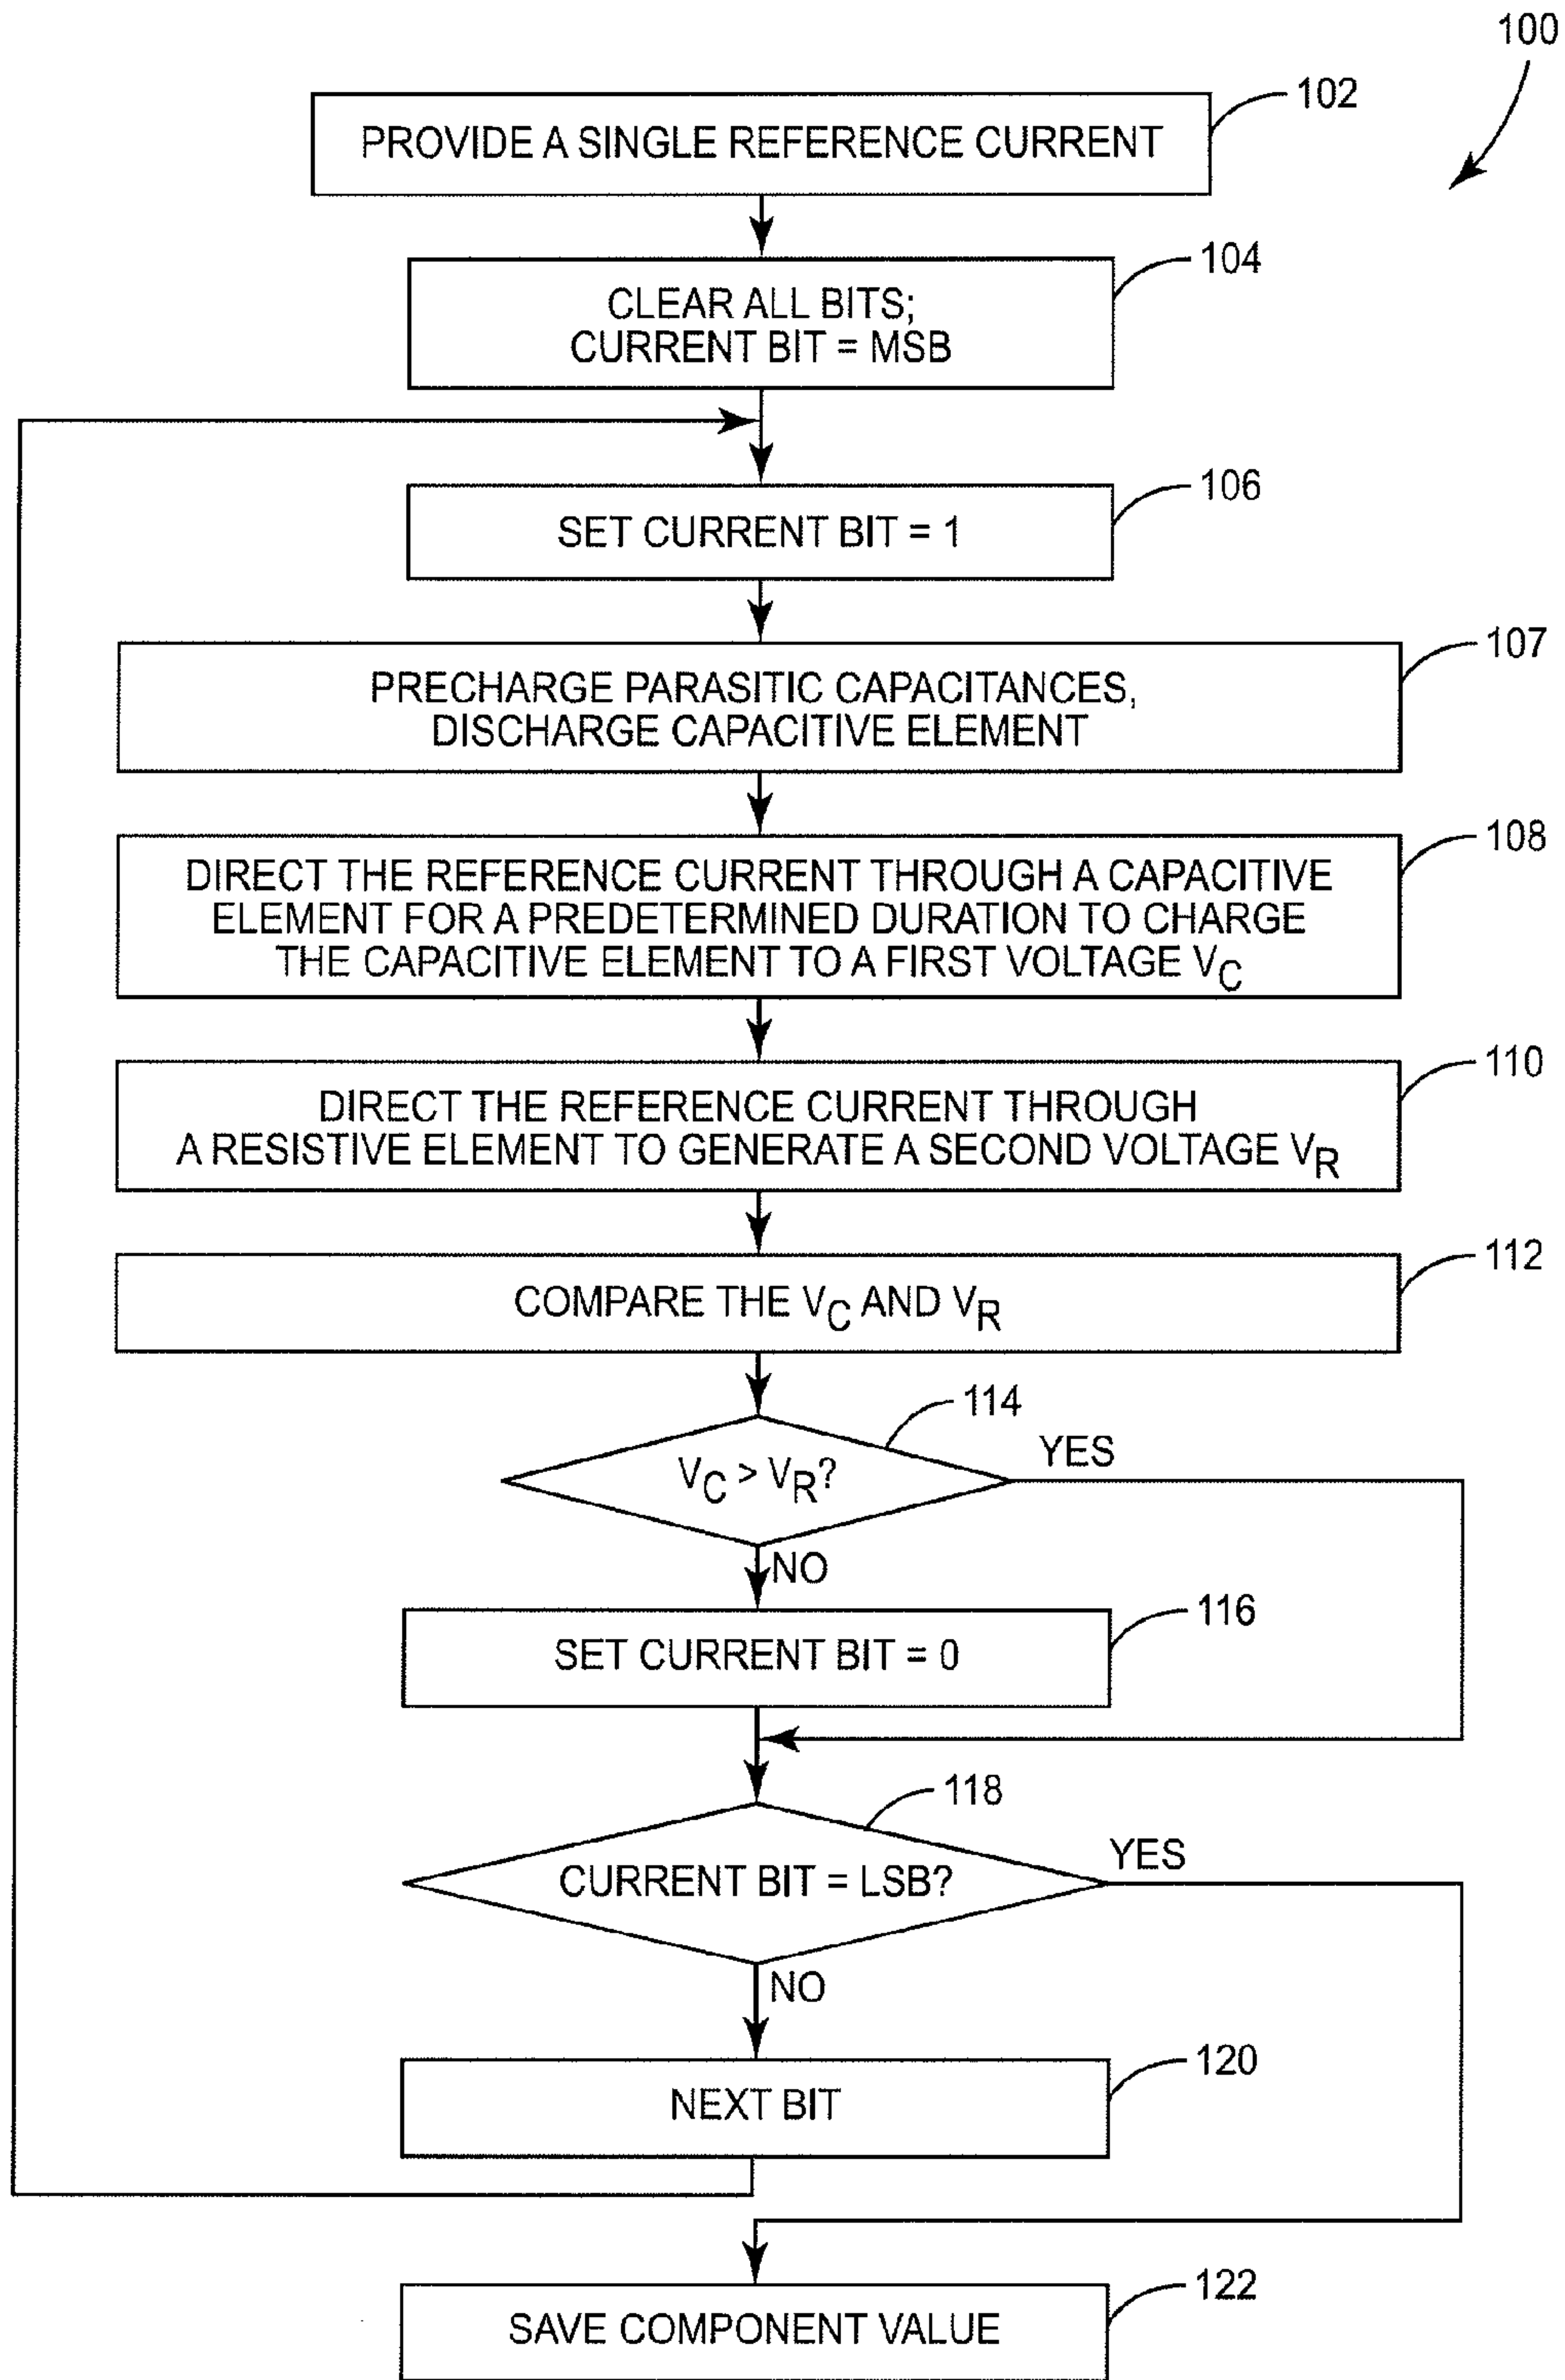 100
102
PROVIDE A SINGLE REFERENCE CURRENT
104
CLEAR ALL BITS;
CURRENT BIT = MSB
106
SET CURRENT BIT = 1
107
PRECHARGE PARASITIC CAPACITANCES,
DISCHARGE CAPACITIVE ELEMENT
108
DIRECT THE REFERENCE CURRENT THROUGH A CAPACITIVE
ELEMENT FOR A PREDETERMINED DURATION TO CHARGE
THE CAPACITIVE ELEMENT TO A FIRST VOLTAGE VC
110
DIRECT THE REFERENCE CURRENT THROUGH
A RESISTIVE ELEMENT TO GENERATE A SECOND VOLTAGE VR
112
COMPARE THE VC AND VR
114
YES
VC > VR?
NO
116
SET CURRENT BIT = 0
118
YES
CURRENT BIT = LSB?
NO
120
NEXT BIT
122
SAVE COMPONENT VALUE